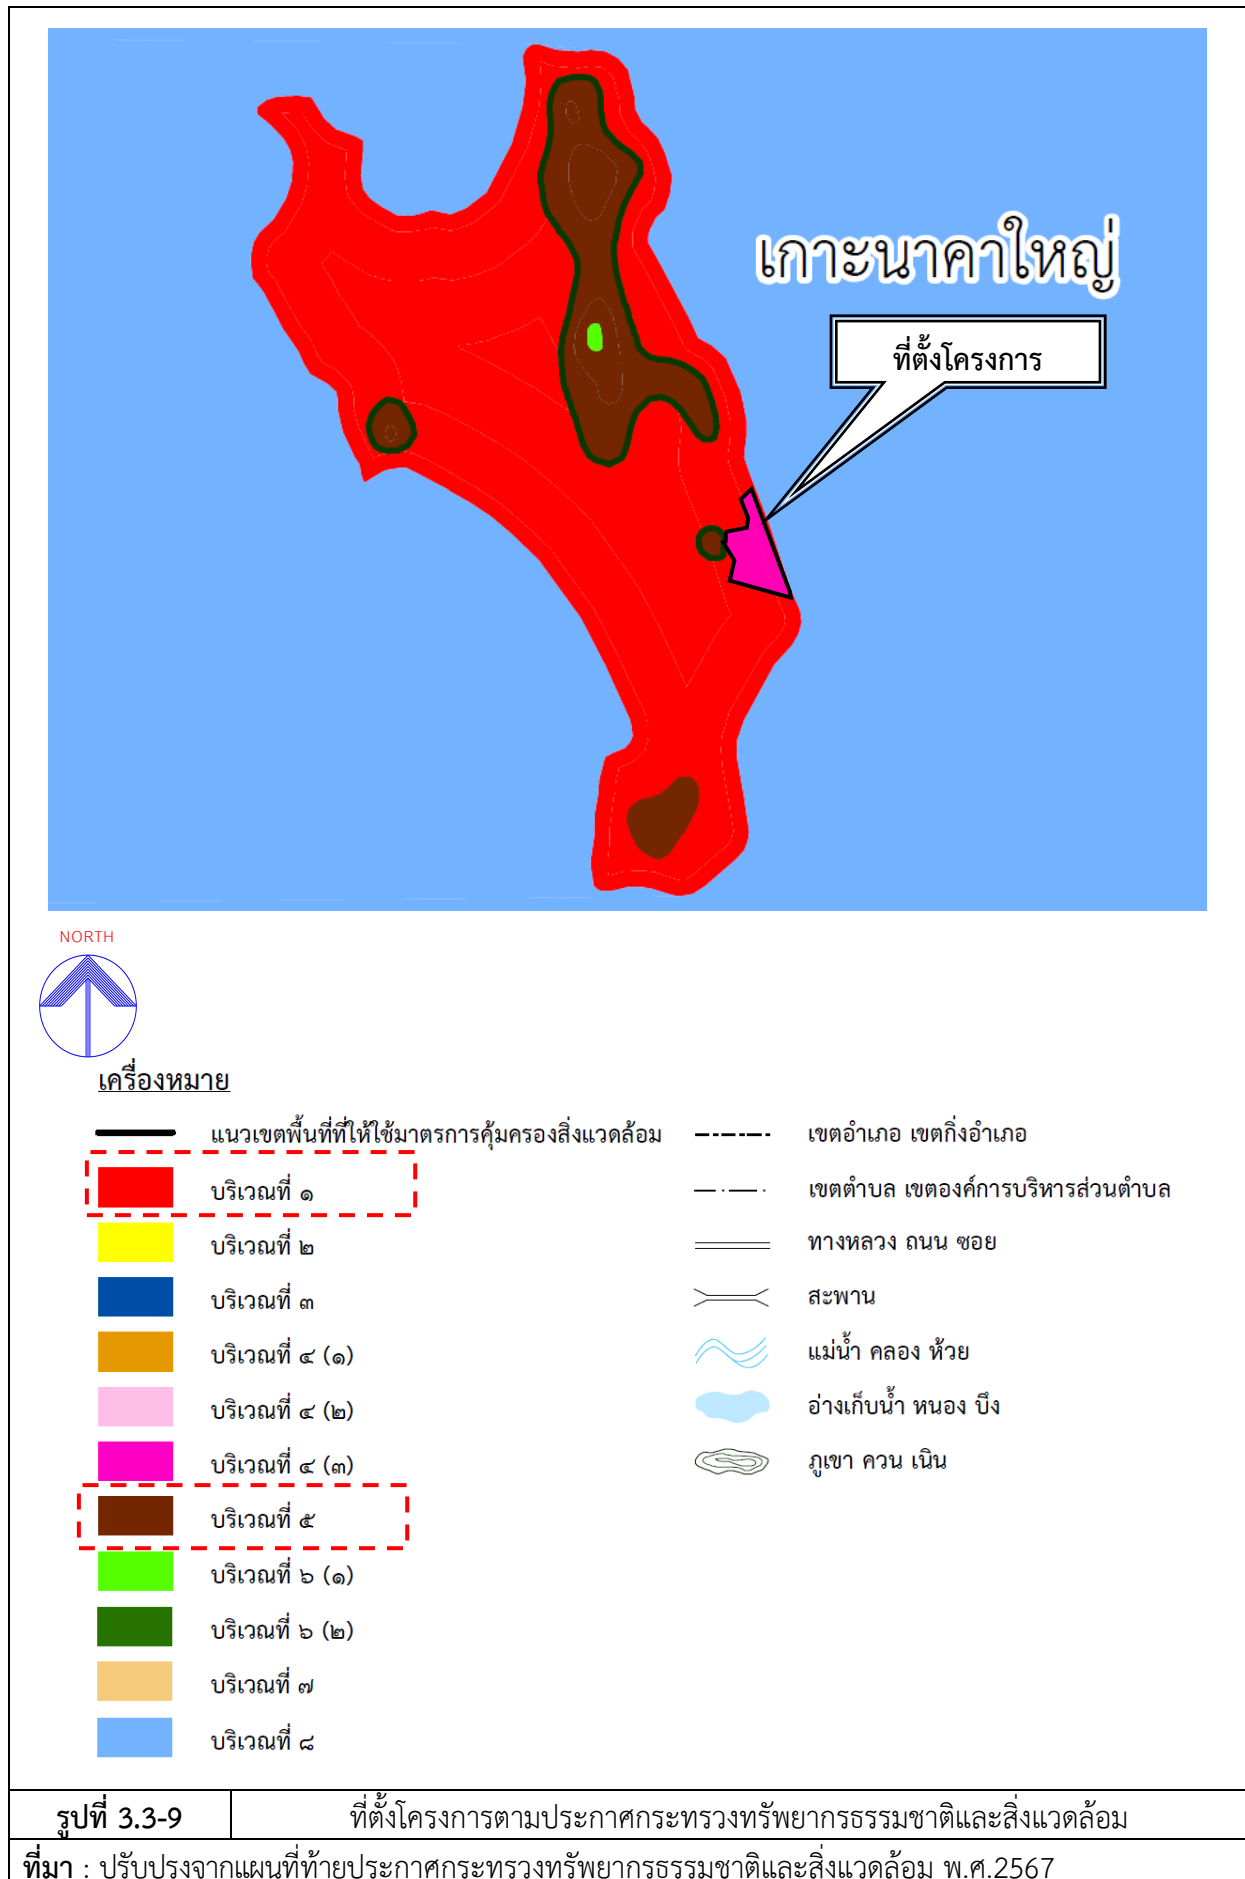 เกาะนาคาใหญ่
ที่ตั้งโครงการ
NORTH
เครื่องหมาย
แนวเขตพื้นที่ที่ให้ใช้มาตรการคุ้มครองสิ่งแวดล้อม
บริเวณที่ ๑
บริเวณที่ ๒
บริเวณที่ ๓
บริเวณที่ ๔ (๑)
บริเวณที่ ๔ (๒)
บริเวณที่ ๔ (๓)
บริเวณที่ ๕
บริเวณที่ ๖ (๑)
บริเวณที่ ๖ (๒)
บริเวณที่ ๗
บริเวณที่ ๘
เขตอำเภอ เขตกิ่งอำเภอ
เขตตำบล เขตองค์การบริหารส่วนตำบล
ทางหลวง ถนน ซอย
สะพาน
แม่น้ำ คลอง ห้วย
อ่างเก็บน้ำ หนอง บึง
ภูเขา ควน เนิน
รูปที่ 3.3-9 ที่ตั้งโครงการตามประกาศกระทรวงทรัพยากรธรรมชาติและสิ่งแวดล้อม
ที่มา : ปรับปรุงจากแผนที่ท้ายประกาศกระทรวงทรัพยากรธรรมชาติและสิ่งแวดล้อม พ.ศ.2567